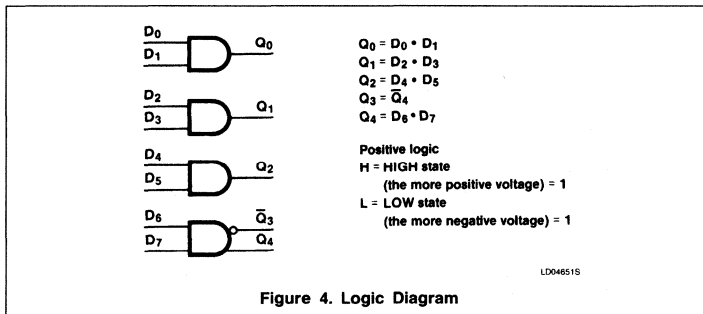 D₀
D₁
Q₀
D₂
D₃
Q₁
D₄
D₅
Q₂
D₆
D₇
Q̅₃
Q₄
Q₀ = D₀ • D₁
Q₁ = D₂ • D₃
Q₂ = D₄ • D₅
Q₃ = Q̅₄
Q₄ = D₆ • D₇
Positive logic
H = HIGH state
(the more positive voltage) = 1
L = LOW state
(the more negative voltage) = 1
LD04651S
Figure 4. Logic Diagram